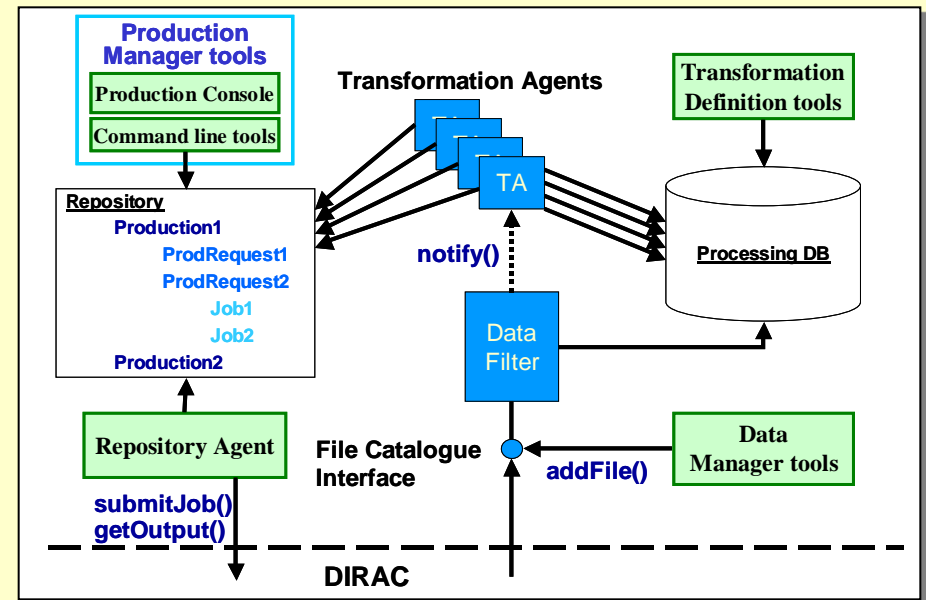 Production
Manager tools
Production Console
Command line tools
Transformation Agents
Transformation
Definition tools
TA
Repository
Production1
ProdRequest1
ProdRequest2
Job1
Job2
Production2
notify()
Processing DB
Data
Filter
Repository Agent
File Catalogue
Interface
addFile()
Data
Manager tools
submitJob()
getOutput()
DIRAC